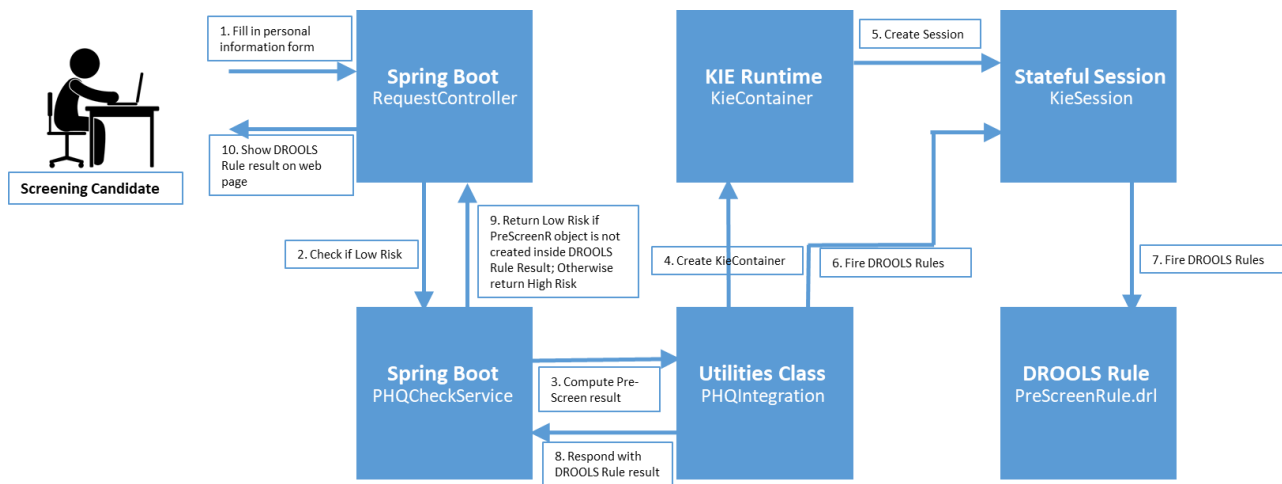 1. Fill in personal
information form
Spring Boot
RequestController
10. Show DROOLS
Rule result on web
page
Screening Candidate
KIE Runtime
KieContainer
5. Create Session
Stateful Session
KieSession
2. Check if Low Risk
9. Return Low Risk if
PreScreenR object is not
created inside DROOLS
Rule Result; Otherwise
return High Risk
4. Create KieContainer
6. Fire DROOLS Rules
7. Fire DROOLS Rules
Spring Boot
PHQCheckService
3. Compute Pre-
Screen result
8. Respond with
DROOLS Rule result
Utilities Class
PHQIntegration
DROOLS Rule
PreScreenRule.drl